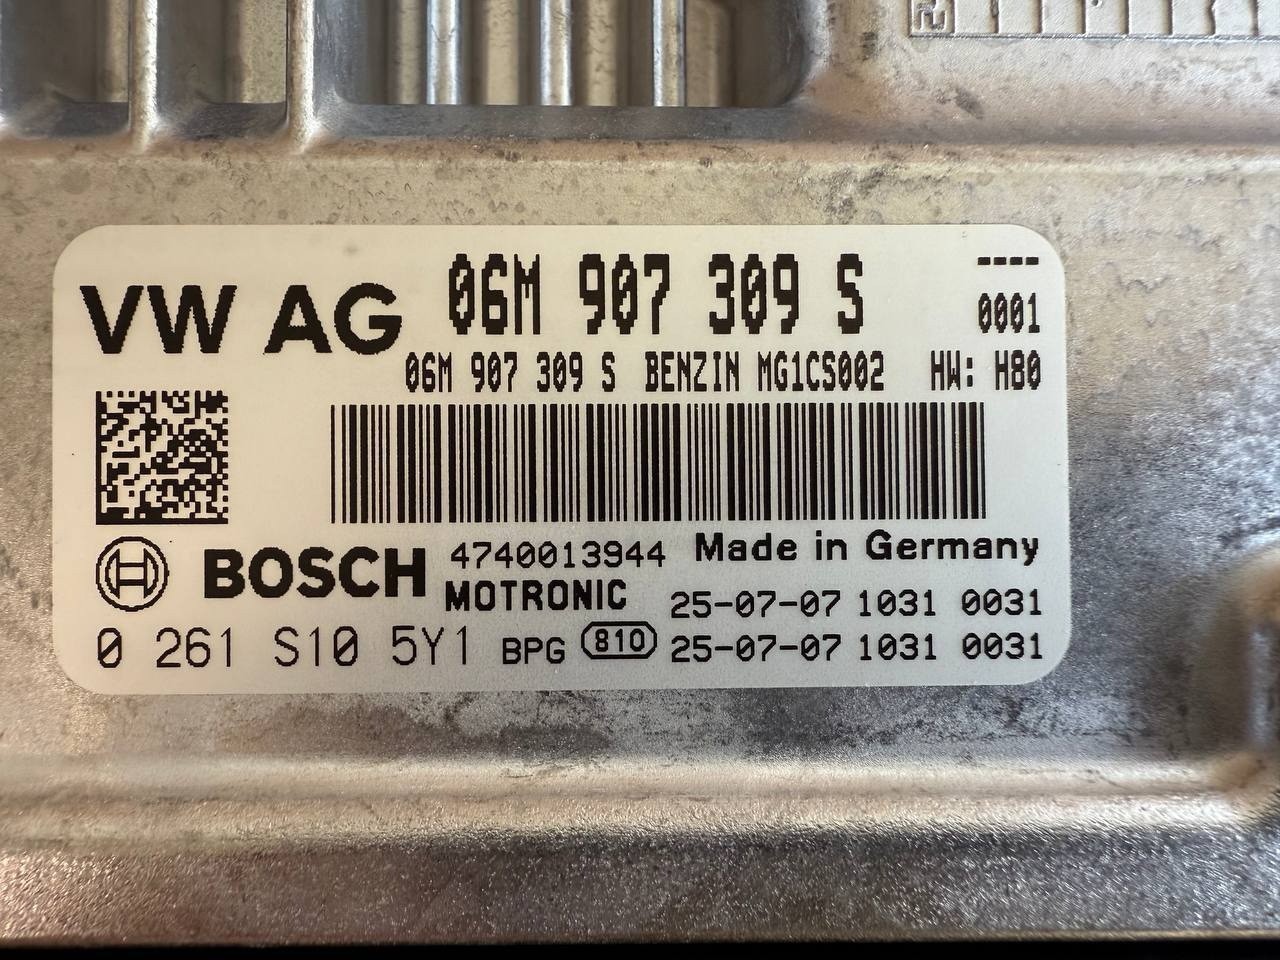 VW AG 06M 907 309 S ----
0001
06M 907 309 S BENZIN MG1CS002 HW: H80
BOSCH 4740013944 Made in Germany
MOTRONIC 25-07-07 1031 0031
0 261 S10 5Y1 BPG 810 25-07-07 1031 0031